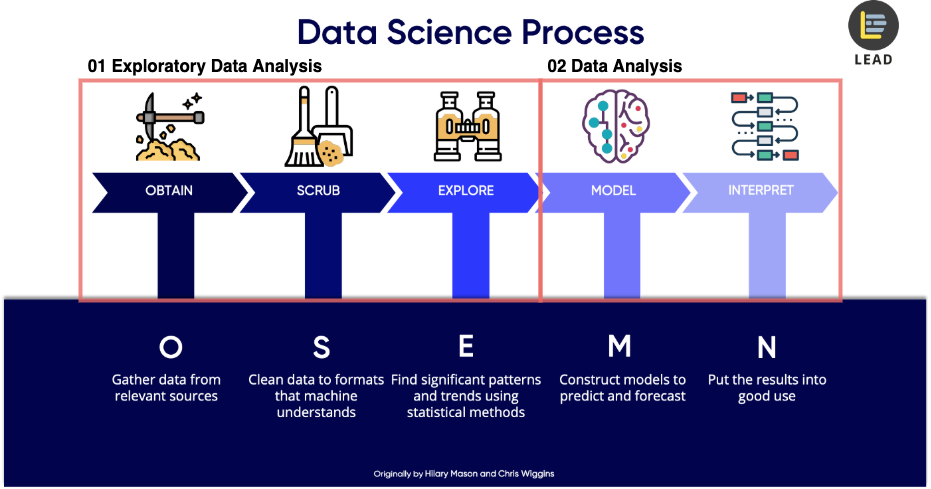 Data Science Process
LEAD
01 Exploratory Data Analysis
02 Data Analysis
OBTAIN
SCRUB
EXPLORE
MODEL
INTERPRET
O
Gather data from
relevant sources
S
Clean data to formats
that machine
understands
E
Find significant patterns
and trends using
statistical methods
M
Construct models to
predict and forecast
N
Put the results into
good use
Originally by Hilary Mason and Chris Wiggins